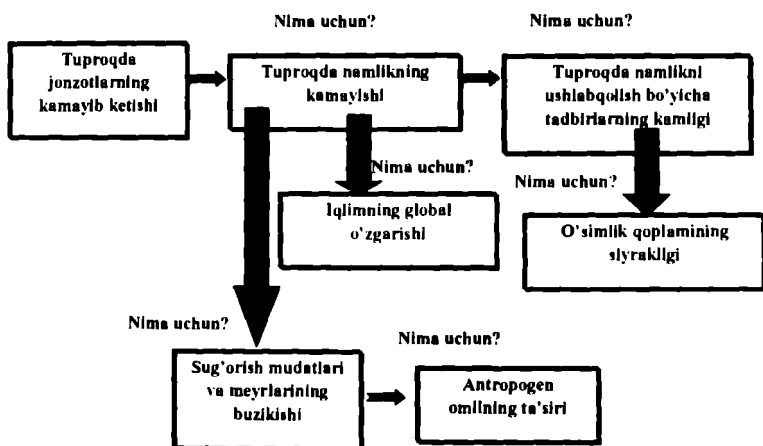 Nima uchun?
Nima uchun?
Tuproqda
jonzotlarning
kamayib ketishi
Tuproqda namlikning
kamayishi
Tuproqda namlikni
ushlabqolish bo'yicha
tadbirlarning kamligi
Nima uchun?
Nima uchun?
Iqlimning global
o'zgarishi
O'simlik qoplamining
siyrakligi
Nima uchun?
Nima uchun?
Sug'orish mudatlari
va meyrlarining
buzikishi
Antropogen
omilning ta'siri